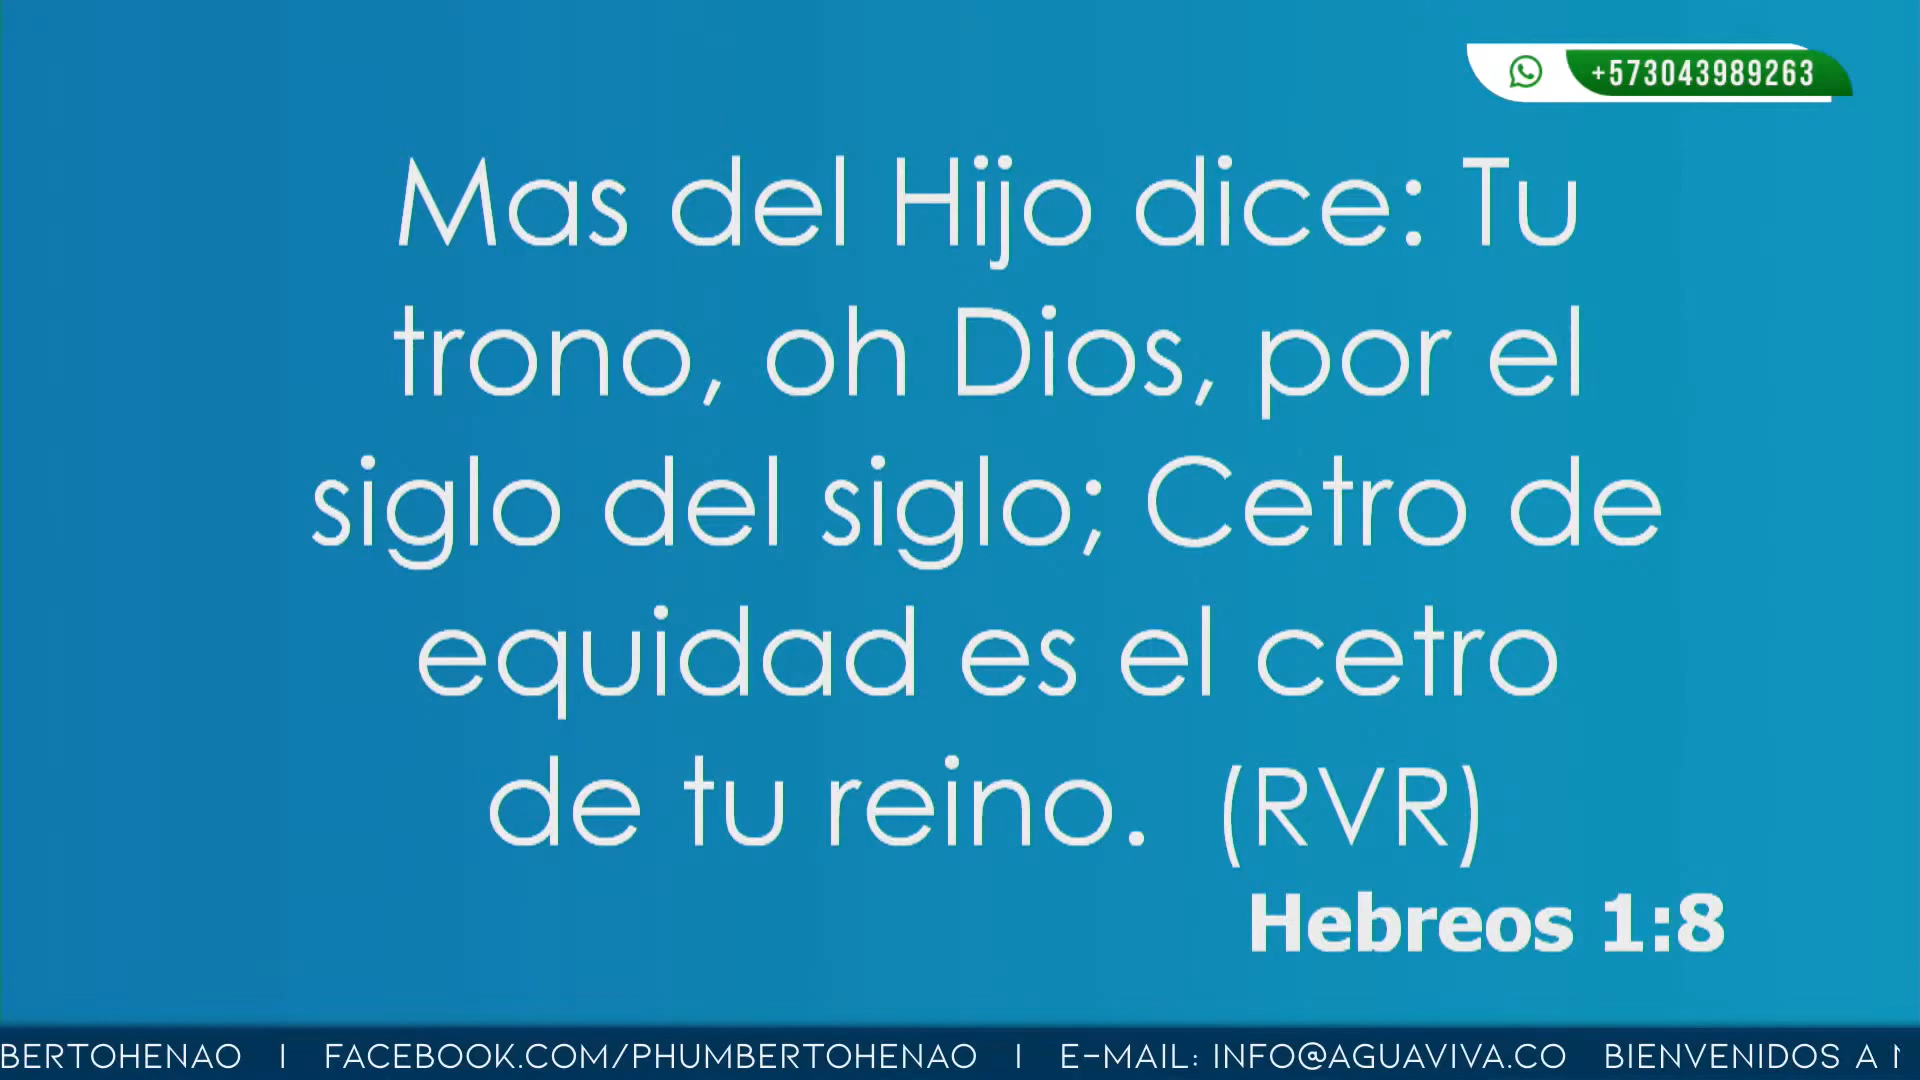 +573043989263
Mas del Hijo dice: Tu
trono, oh Dios, por el
siglo del siglo; Cetro de
equidad es el cetro
de tu reino. (RVR)
Hebreos 1:8
BERTOHENAO | FACEBOOK.COM/PHUMBERTOHENAO | E-MAIL: INFO@AGUAVIVA.CO BIENVENIDOS A